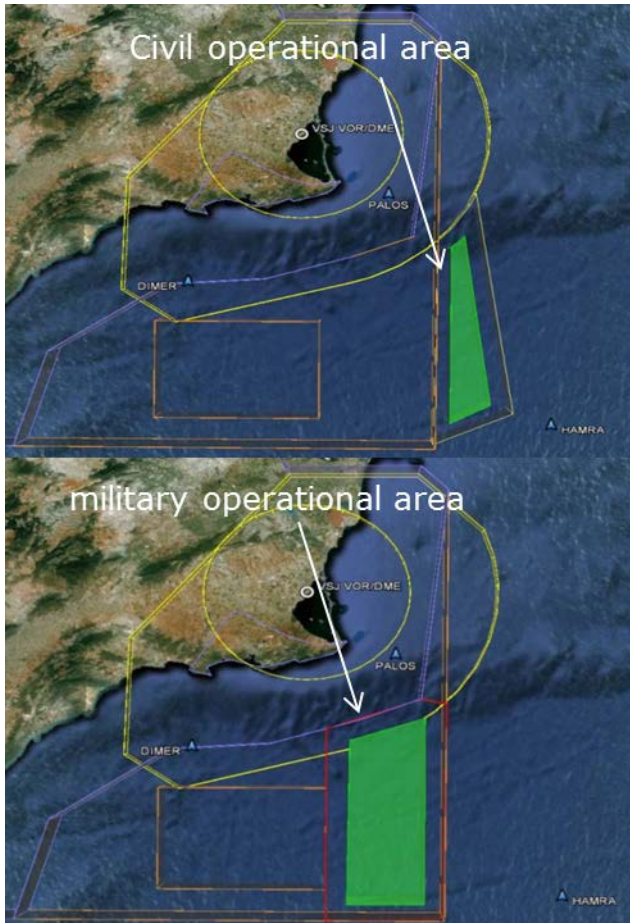 Civil operational area
VSJ VOR/DME
PALOS
DIMER
HAMRA
military operational area
VSJ VOR/DME
PALOS
DIMER
HAMRA